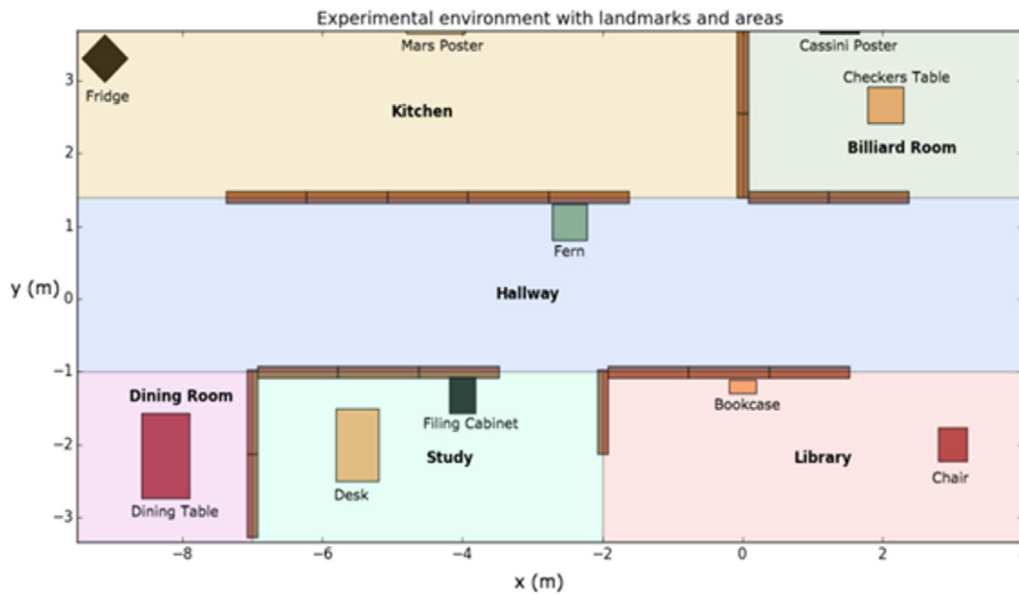 Experimental environment with landmarks and areas
Mars Poster
Cassini Poster
Fridge
Checkers Table
Kitchen
Billiard Room
Fern
Hallway
Dining Room
Bookcase
Filing Cabinet
Study
Library
Chair
Desk
Dining Table
3
2
1
0
−1
−2
−3
y (m)
−8
−6
−4
−2
0
2
x (m)